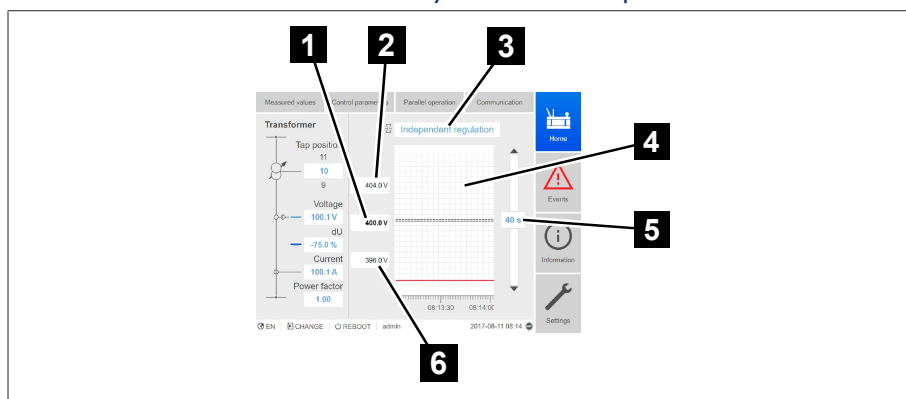 1
2
3
Measured values
Control parameters
Parallel operation
Communication
Home
Transformer
Independent regulation
4
Tap position
11
10
9
404.0 V
Events
Voltage
100.1 V
400.0 V
40 s
5
dU
-75.0 %
Information
Current
396.0 V
100.1 A
Power factor
1.00
08:13:30
08:14:00
Settings
EN
CHANGE
REBOOT
admin
2017-08-11 08:14
6